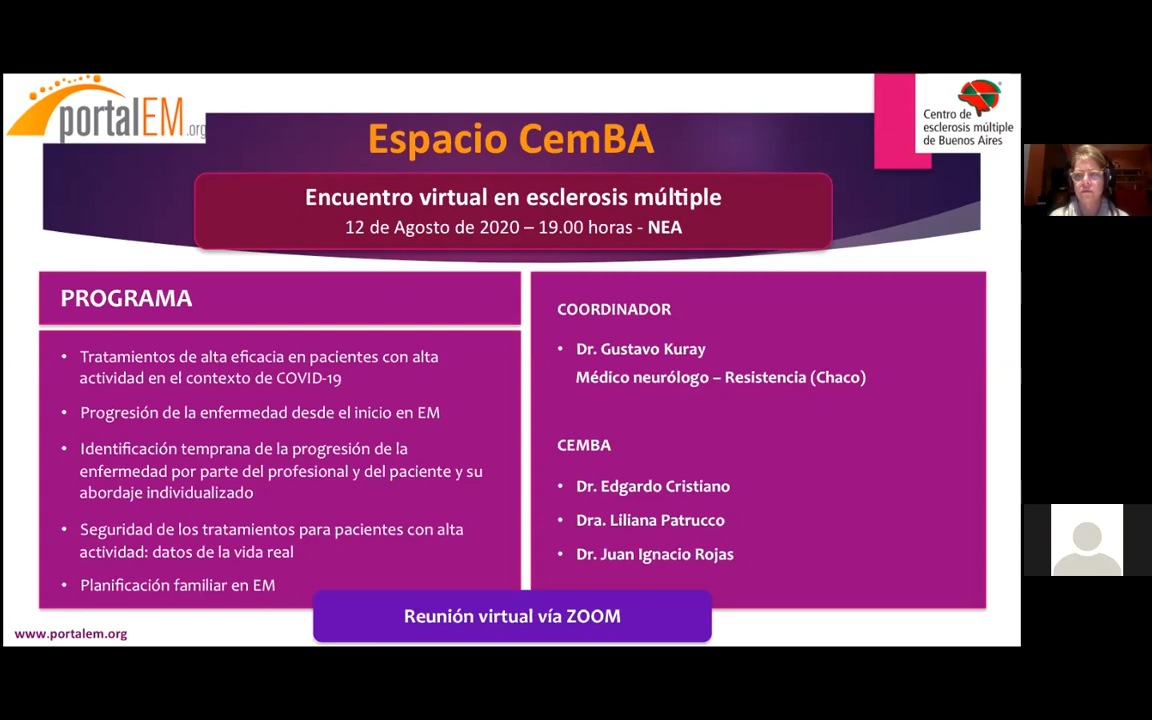 portalEM.org
Espacio CemBA
Centro de
esclerosis múltiple
de Buenos Aires
Encuentro virtual en esclerosis múltiple
12 de Agosto de 2020 – 19.00 horas - NEA
PROGRAMA
• Tratamientos de alta eficacia en pacientes con alta
actividad en el contexto de COVID-19
• Progresión de la enfermedad desde el inicio en EM
• Identificación temprana de la progresión de la
enfermedad por parte del profesional y del paciente y su
abordaje individualizado
• Seguridad de los tratamientos para pacientes con alta
actividad: datos de la vida real
• Planificación familiar en EM
COORDINADOR
• Dr. Gustavo Kuray
Médico neurólogo – Resistencia (Chaco)
CEMBA
• Dr. Edgardo Cristiano
• Dra. Liliana Patrucco
• Dr. Juan Ignacio Rojas
Reunión virtual vía ZOOM
www.portalem.org